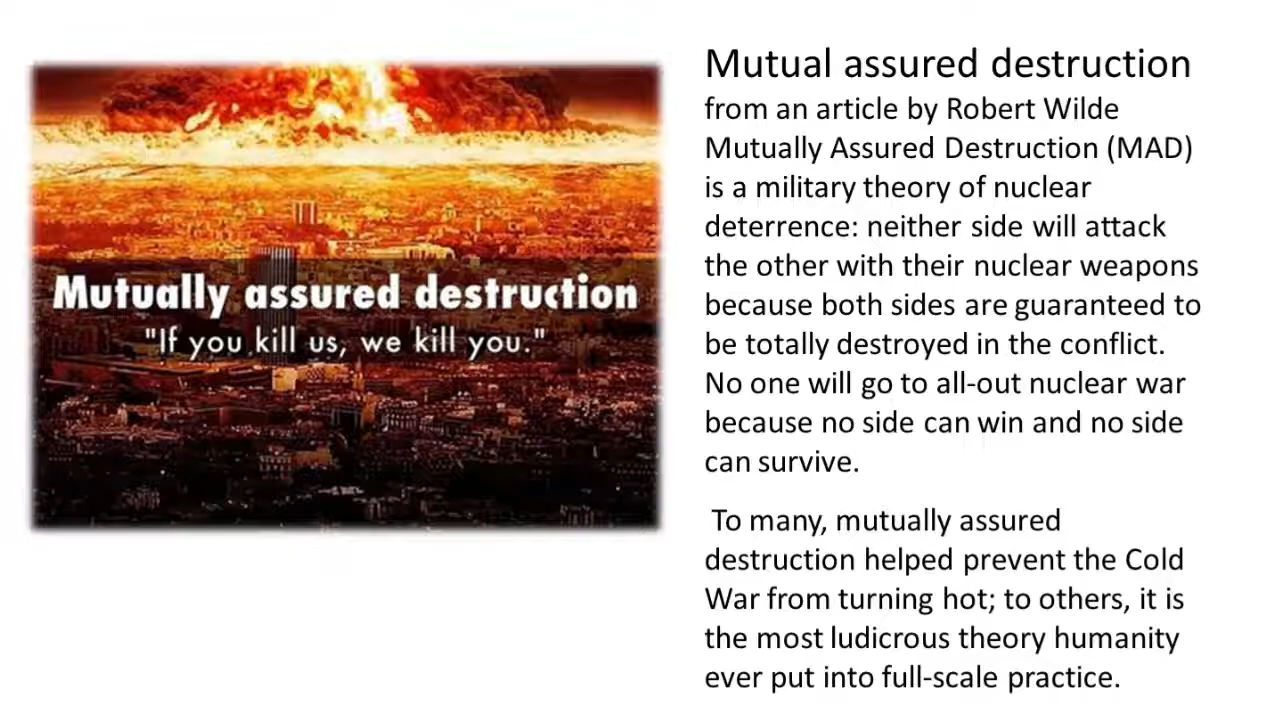 Mutually assured destruction
"If you kill us, we kill you."
Mutual assured destruction
from an article by Robert Wilde
Mutually Assured Destruction (MAD)
is a military theory of nuclear
deterrence: neither side will attack
the other with their nuclear weapons
because both sides are guaranteed to
be totally destroyed in the conflict.
No one will go to all-out nuclear war
because no side can win and no side
can survive.
To many, mutually assured
destruction helped prevent the Cold
War from turning hot; to others, it is
the most ludicrous theory humanity
ever put into full-scale practice.